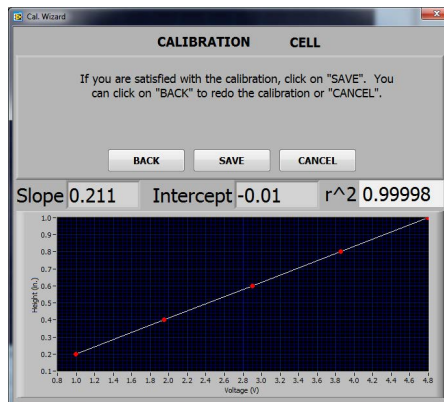 Cal. Wizard
CALIBRATION CELL
If you are satisfied with the calibration, click on "SAVE". You
can click on "BACK" to redo the calibration or "CANCEL".
BACK SAVE CANCEL
Slope 0.211 Intercept -0.01 r^2 0.99998
1.0
0.9
0.8
0.7
0.6
0.5
0.4
0.3
0.2
0.1
Height (in.)
0.8 1.0 1.2 1.4 1.6 1.8 2.0 2.2 2.4 2.6 2.8 3.0 3.2 3.4 3.6 3.8 4.0 4.2 4.4 4.6 4.8
Voltage (V)